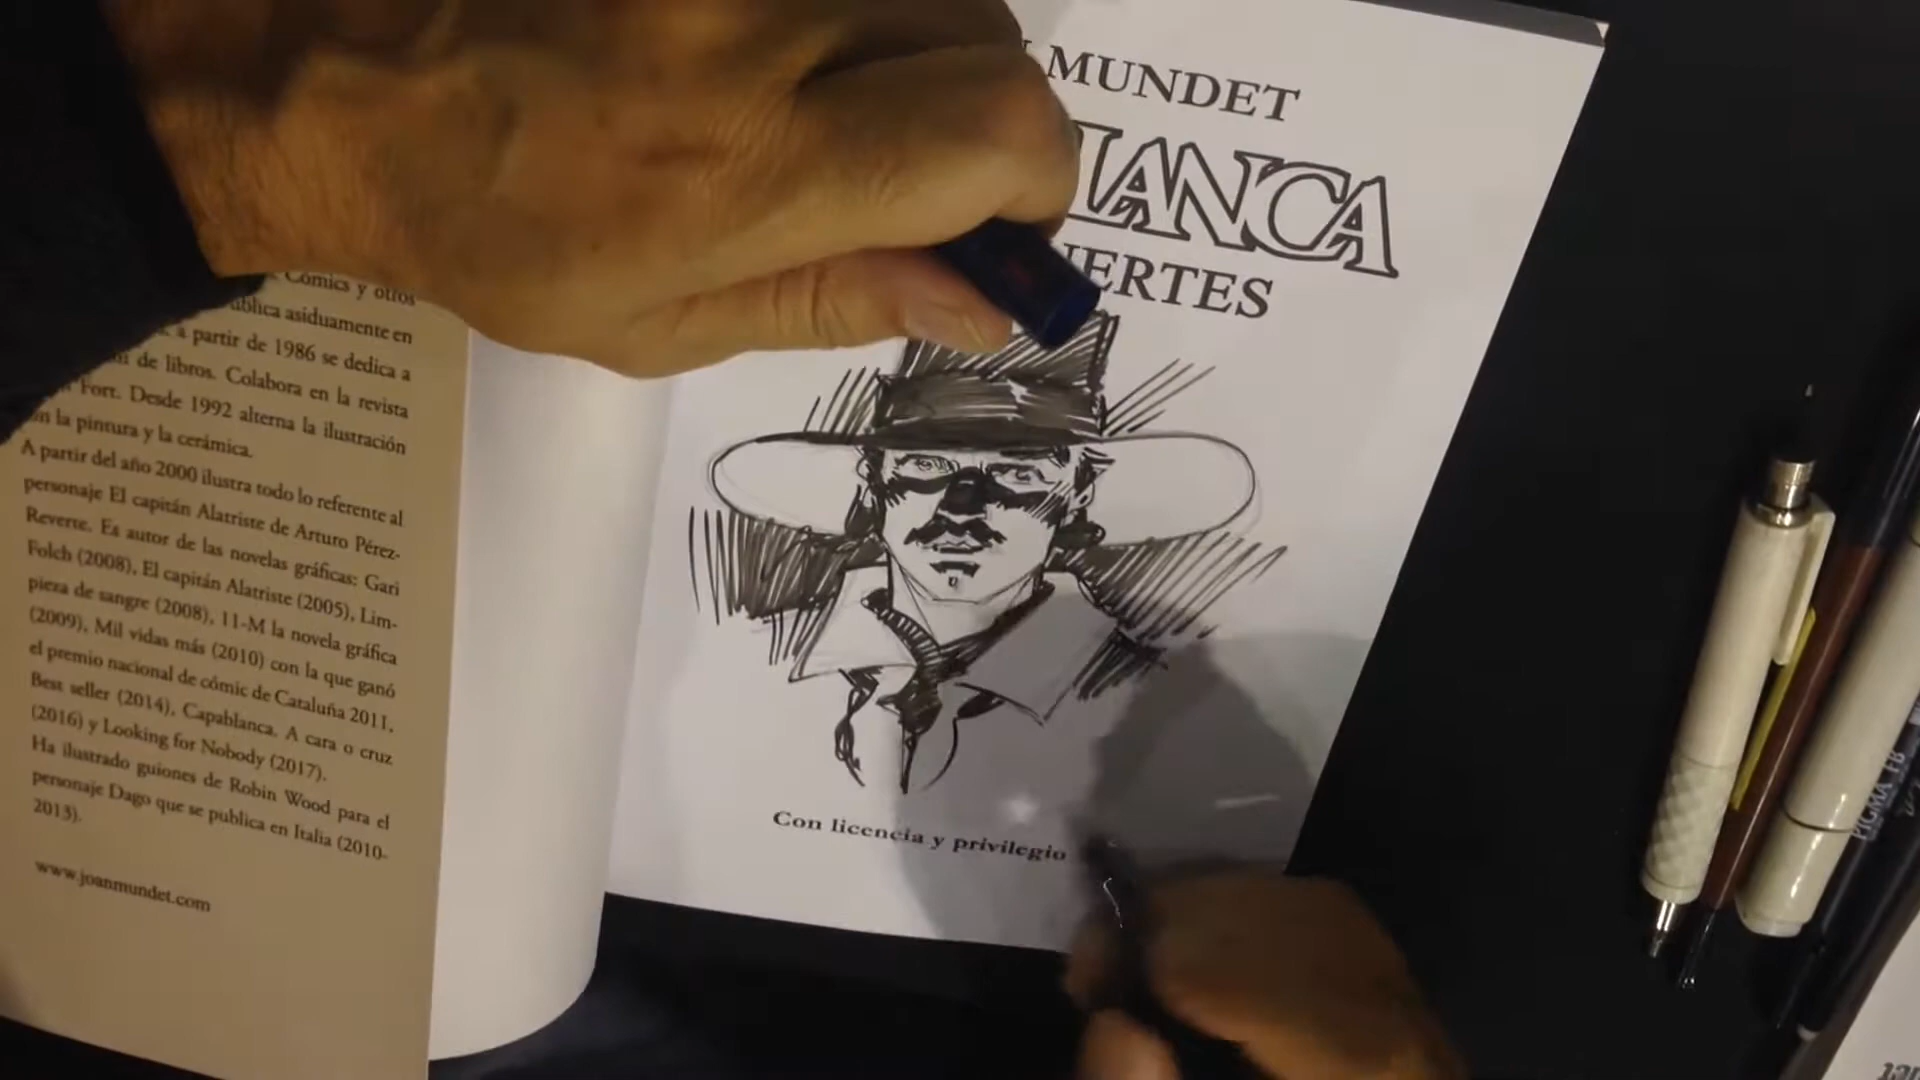 Comics y otros
ublica asiduamente en
a partir de 1986 se dedica a
de libros. Colabora en la revista
Fort. Desde 1992 alterna la ilustración
n la pintura y la cerámica.
A partir del año 2000 ilustra todo lo referente al
personaje El capitán Alatriste de Arturo Pérez-
Reverte. Es autor de las novelas gráficas: Gari
Folch (2008), El capitán Alatriste (2005), Lim-
pieza de sangre (2008), 11-M la novela gráfica
(2009), Mil vidas más (2010) con la que ganó
el premio nacional de cómic de Cataluña 2011,
Best seller (2014), Capablanca. A cara o cruz
(2016) y Looking for Nobody (2017).
Ha ilustrado guiones de Robin Wood para el
personaje Dago que se publica en Italia (2010-
2013).
www.joanmundet.com
MUNDET
LANCA
UERTES
Con licencia y privilegio
PIGMA FB